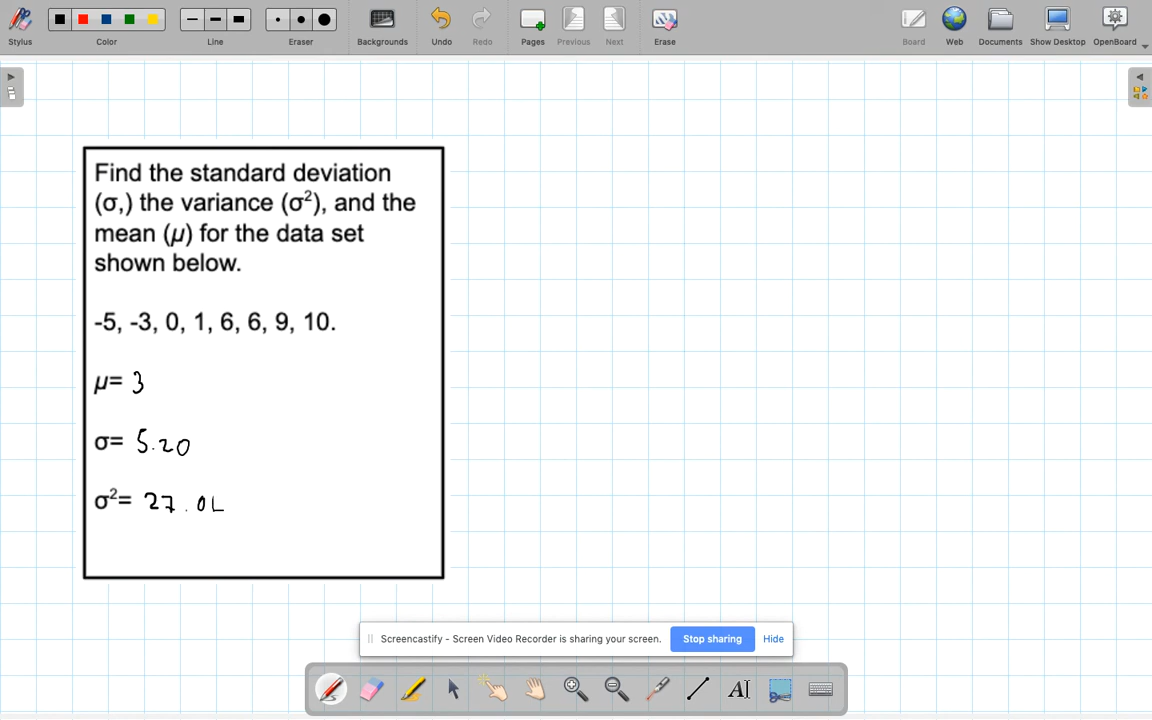 Stylus
Color
Line
Eraser
Backgrounds
Undo
Redo
Pages
Previous
Next
Erase
Board
Web
Documents
Show Desktop
OpenBoard
Find the standard deviation
(σ,) the variance (σ²), and the
mean (μ) for the data set
shown below.
-5, -3, 0, 1, 6, 6, 9, 10.
μ= 3
σ= 5.20
σ²= 27.0
Screencastify - Screen Video Recorder is sharing your screen.
Stop sharing
Hide
AI